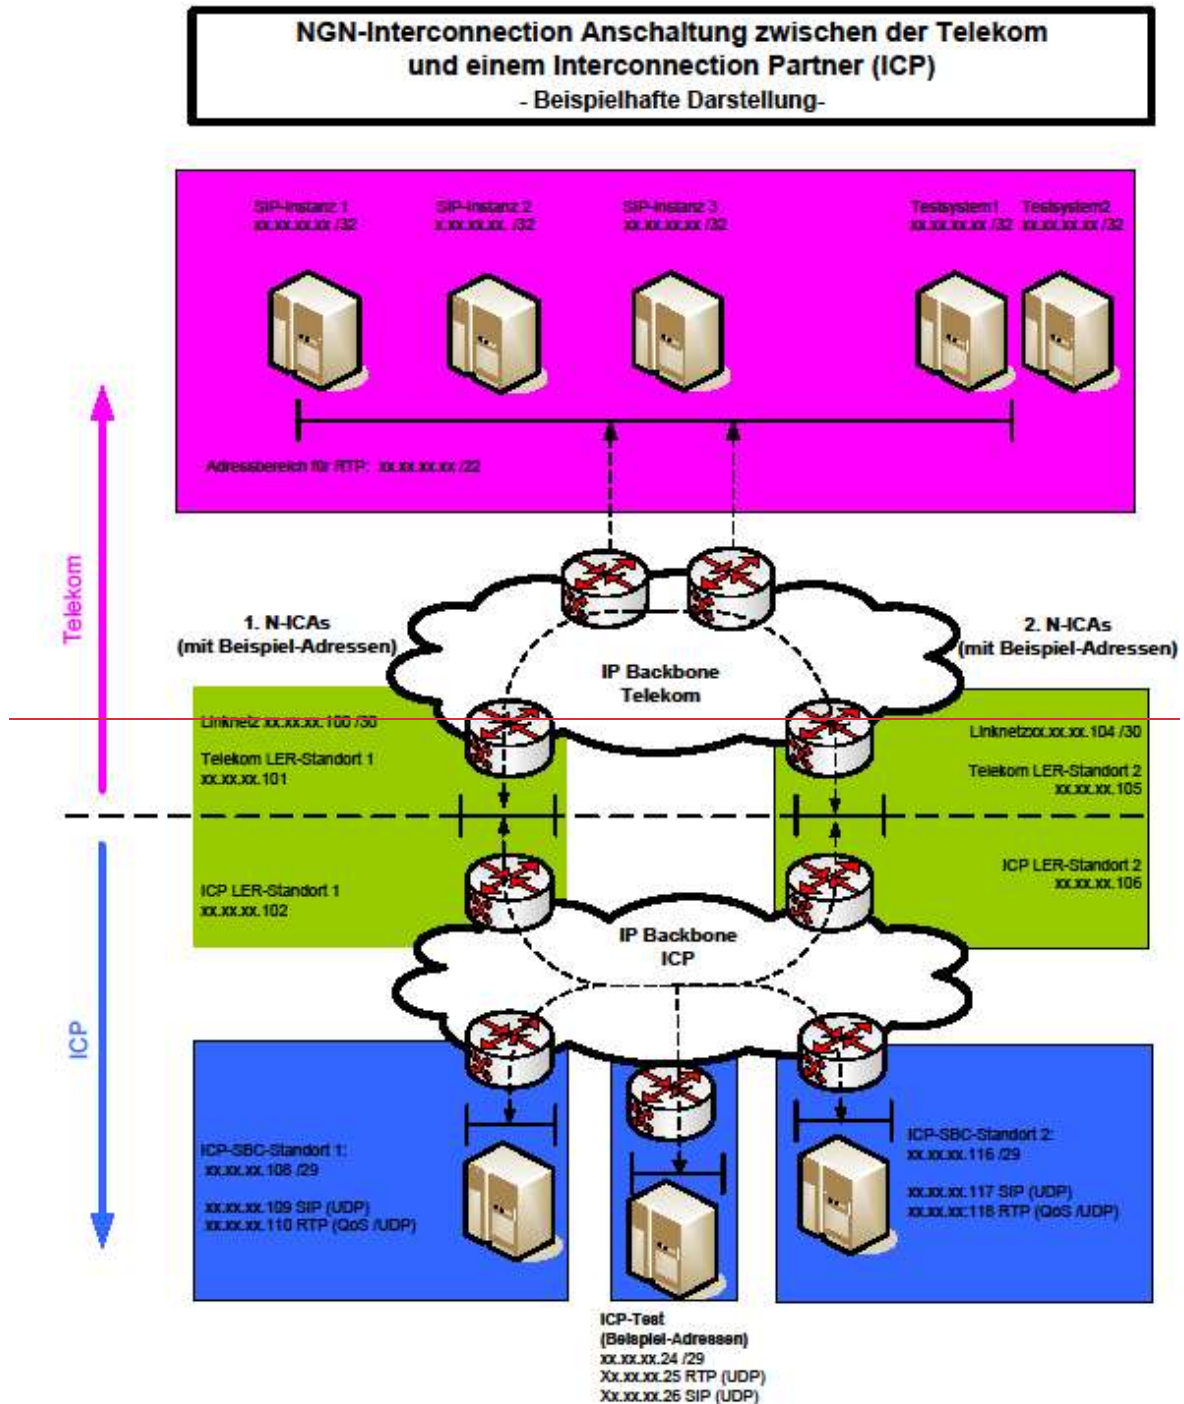 NGN-Interconnection Anschaltung zwischen der Telekom
und einem Interconnection Partner (ICP)
- Beispielhafte Darstellung-
SIP-Instanz 1
xx.xx.xx.xx /32
SIP-Instanz 2
x.xx.xx.xx. /32
SIP-Instanz 3
xx.xx.xx.xx /32
Testsystem1
xx.xx.xx.xx /32
Testsystem2
xx.xx.xx.xx /32
Adressbereich für RTP: xx.xx.xx.xx /22
Telekom
1. N-ICAs
(mit Beispiel-Adressen)
2. N-ICAs
(mit Beispiel-Adressen)
IP Backbone
Telekom
Linknetz xx.xx.xx.100 /30
Telekom LER-Standort 1
xx.xx.xx.101
Linknetzxx.xx.xx.104 /30
Telekom LER-Standort 2
xx.xx.xx.105
ICP LER-Standort 1
xx.xx.xx.102
ICP LER-Standort 2
xx.xx.xx.106
IP Backbone
ICP
ICP
ICP-SBC-Standort 1:
xx.xx.xx.108 /29
xx.xx.xx.109 SIP (UDP)
xx.xx.xx.110 RTP (QoS /UDP)
ICP-SBC-Standort 2:
xx.xx.xx.116 /29
xx.xx.xx.117 SIP (UDP)
xx.xx.xx.118 RTP (QoS /UDP)
ICP-Test
(Beispiel-Adressen)
xx.xx.xx.24 /29
Xx.xx.xx.25 RTP (UDP)
Xx.xx.xx.26 SIP (UDP)